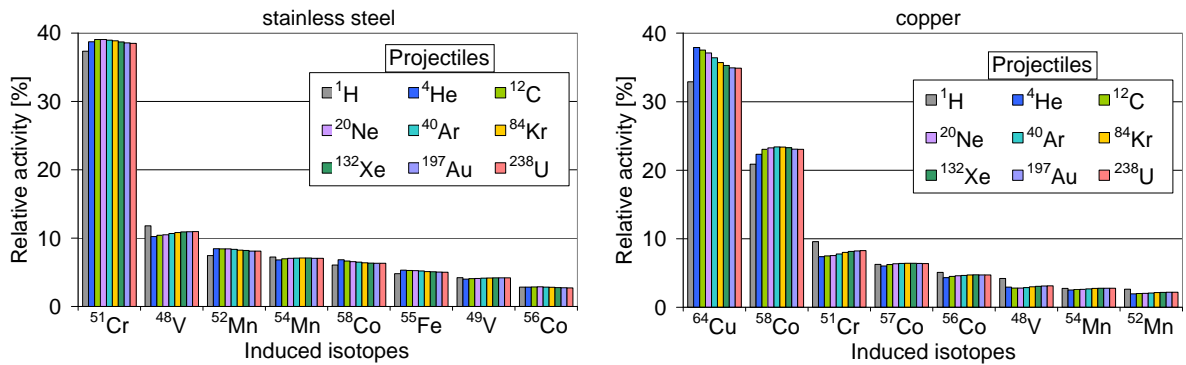 stainless steel
Relative activity [%]
40
30
20
10
0
Projectiles
¹H ⁴He ¹²C
²⁰Ne ⁴⁰Ar ⁸⁴Kr
¹³²Xe ¹⁹⁷Au ²³⁸U
⁵¹Cr ⁴⁸V ⁵²Mn ⁵⁴Mn ⁵⁸Co ⁵⁵Fe ⁴⁹V ⁵⁶Co
Induced isotopes
copper
Relative activity [%]
40
30
20
10
0
Projectiles
¹H ⁴He ¹²C
²⁰Ne ⁴⁰Ar ⁸⁴Kr
¹³²Xe ¹⁹⁷Au ²³⁸U
⁶⁴Cu ⁵⁸Co ⁵¹Cr ⁵⁷Co ⁵⁶Co ⁴⁸V ⁵⁴Mn ⁵²Mn
Induced isotopes